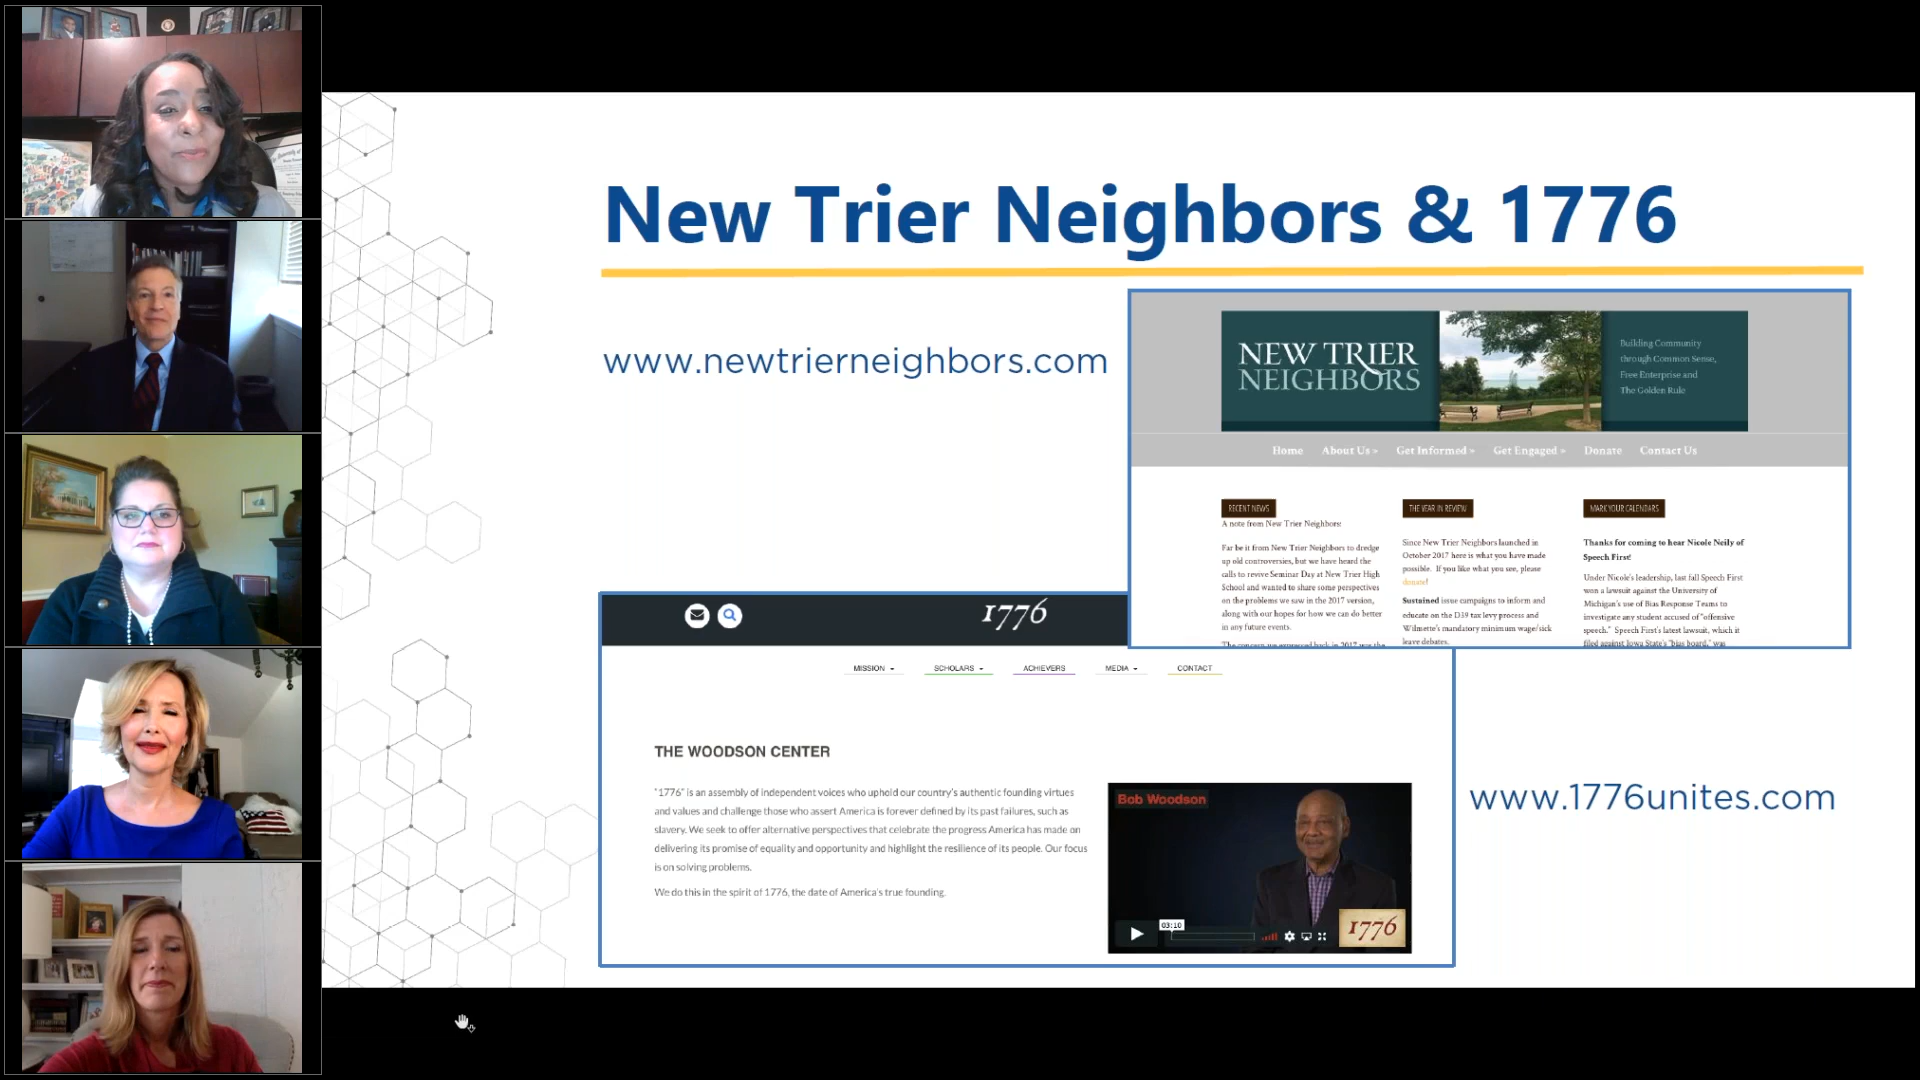 New Trier Neighbors & 1776
www.newtrierneighbors.com
NEW TRIER
NEIGHBORS
Building Community
through Common Sense,
Free Enterprise and
The Golden Rule
Home About Us » Get Informed » Get Engaged » Donate Contact Us
RECENT NEWS
A note from New Trier Neighbors:
Far be it from New Trier Neighbors to dredge
up old controversies, but we have heard the
calls to revive Seminar Day at New Trier High
School and wanted to share some perspectives
on the problems we saw in the 2017 version,
along with our hopes for how we can do better
in any future events.
The concern we expressed back in 2017 was the
THE YEAR IN REVIEW
Since New Trier Neighbors launched in
October 2017 here is what you have made
possible. If you like what you see, please
donate!
Sustained issue campaigns to inform and
educate on the D39 tax levy process and
Wilmette's mandatory minimum wage/sick
leave debates.
MARK YOUR CALENDARS
Thanks for coming to hear Nicole Neily of
Speech First!
Under Nicole's leadership, last fall Speech First
won a lawsuit against the University of
Michigan's use of Bias Response Teams to
investigate any student accused of "offensive
speech." Speech First's latest lawsuit, which it
filed against Iowa State's "bias board," was
1776
MISSION SCHOLARS ACHIEVERS MEDIA CONTACT
THE WOODSON CENTER
"1776" is an assembly of independent voices who uphold our country's authentic founding virtues
and values and challenge those who assert America is forever defined by its past failures, such as
slavery. We seek to offer alternative perspectives that celebrate the progress America has made on
delivering its promise of equality and opportunity and highlight the resilience of its people. Our focus
is on solving problems.
We do this in the spirit of 1776, the date of America's true founding.
Bob Woodson
03:10
1776
www.1776unites.com